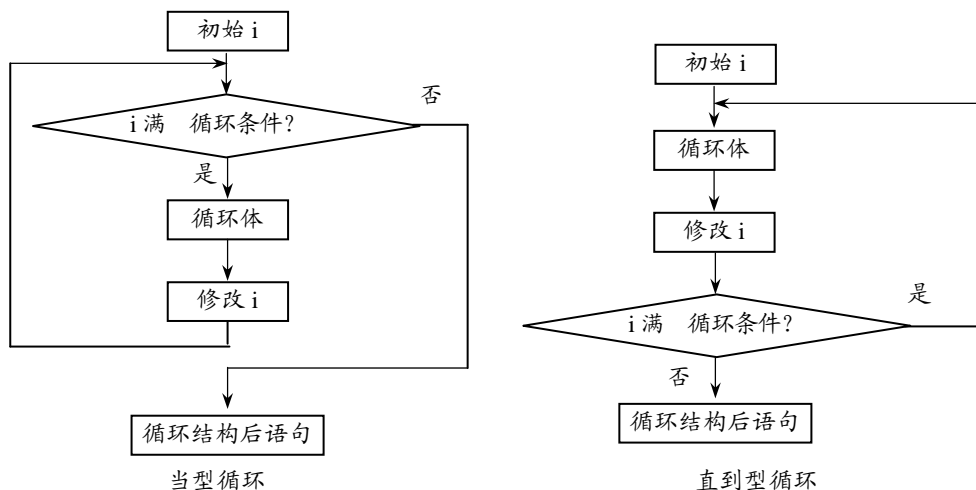 初始 i
否
i 满 循环条件?
是
循环体
修改 i
循环结构后语句
当型循环
初始 i
循环体
修改 i
是
i 满 循环条件?
否
循环结构后语句
直到型循环